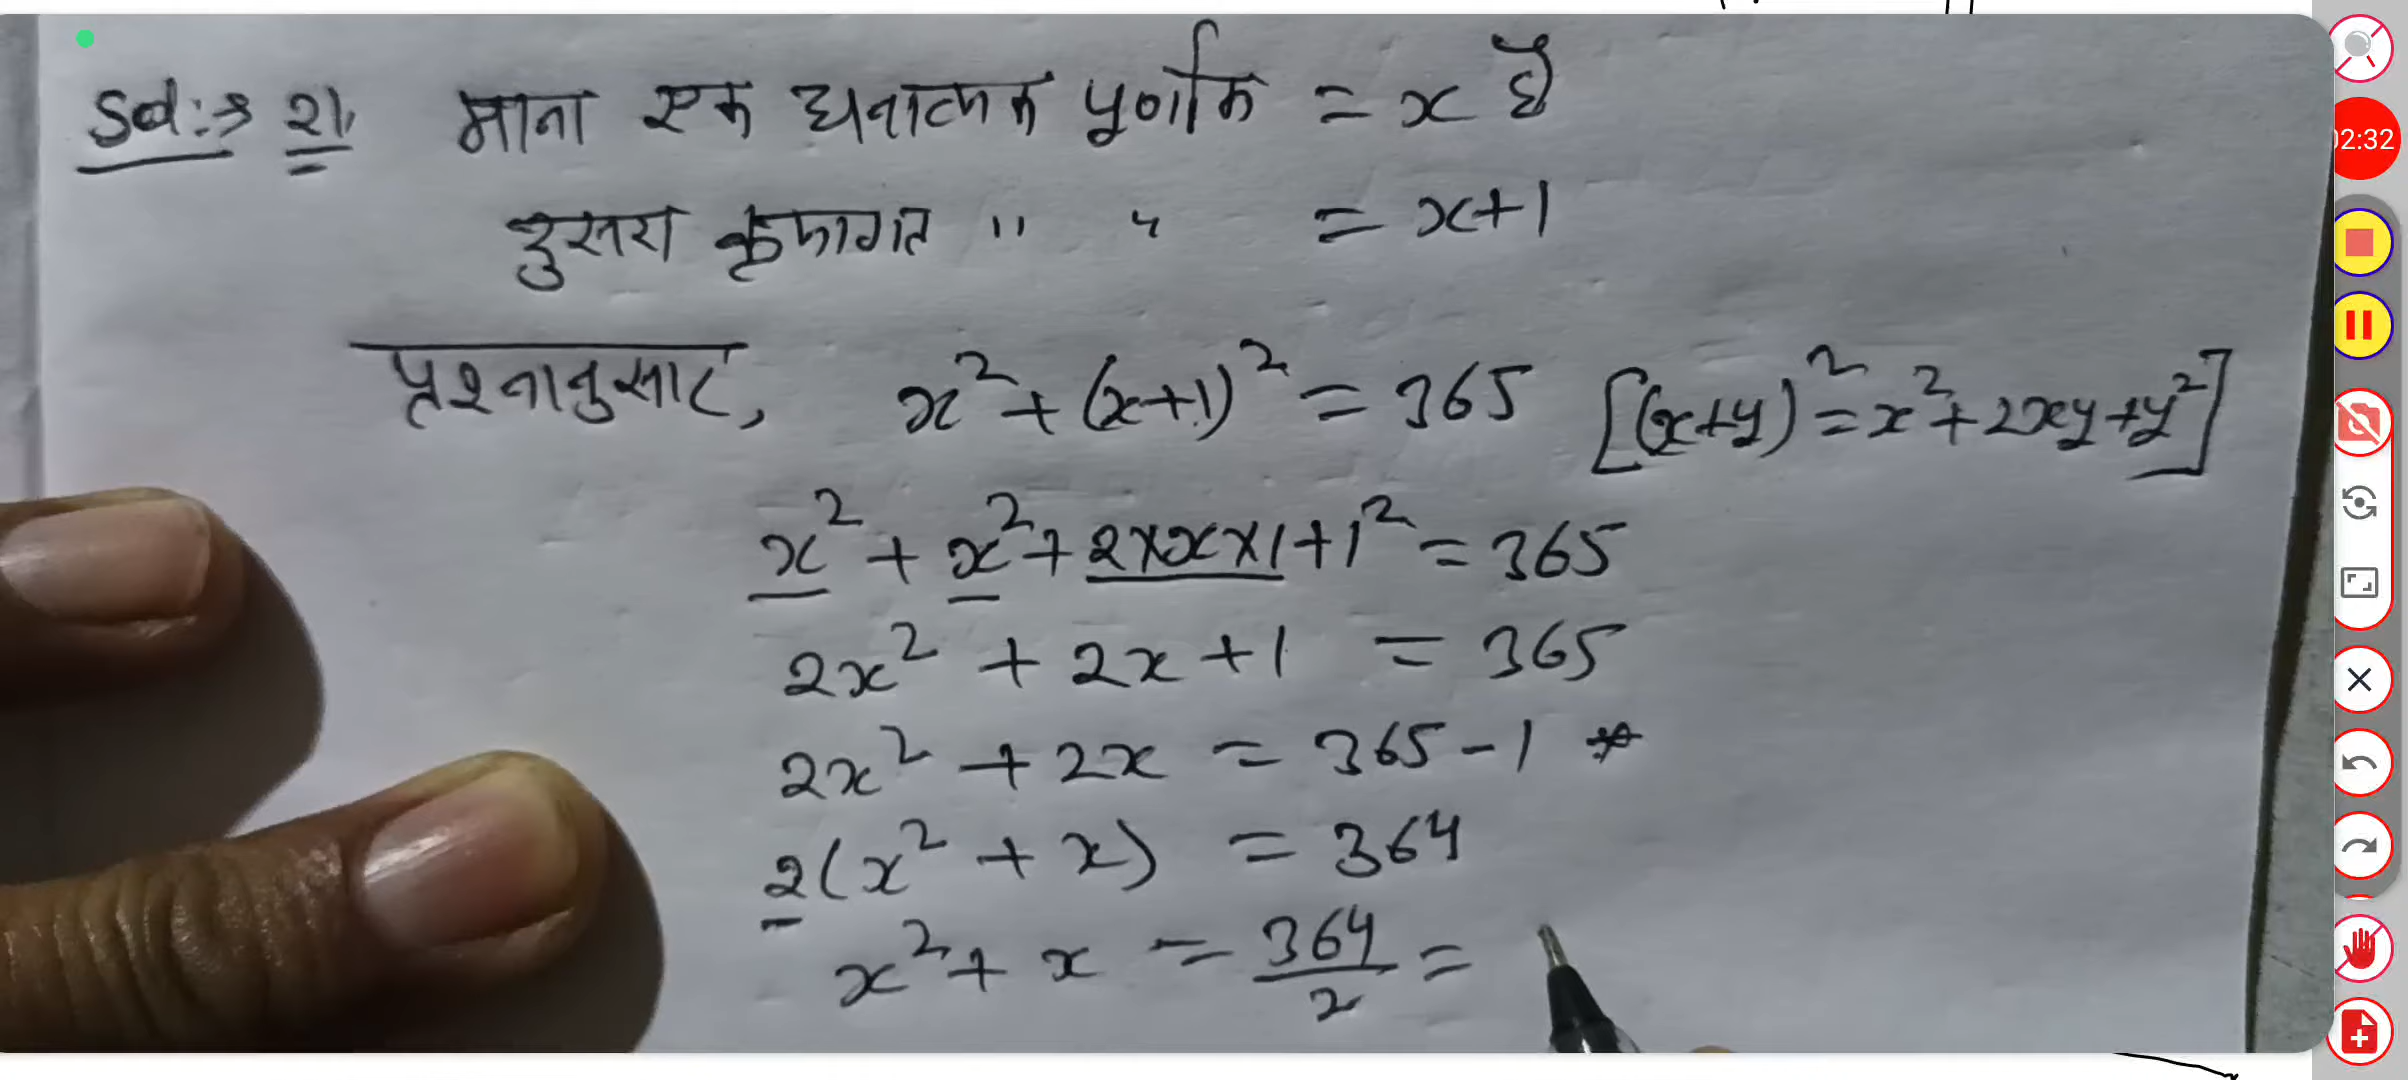 Sol:→ 21. माना एक धनात्मक पूर्णांक = x है
दुसरा क्रमागत " " = x+1
प्रश्नानुसार, x² + (x+1)² = 365 [(x+y)² = x² + 2xy + y²]
x² + x² + 2×x×1 + 1² = 365
2x² + 2x + 1 = 365
2x² + 2x = 365 - 1
2(x² + x) = 364
x² + x = 364/2 =
02:32